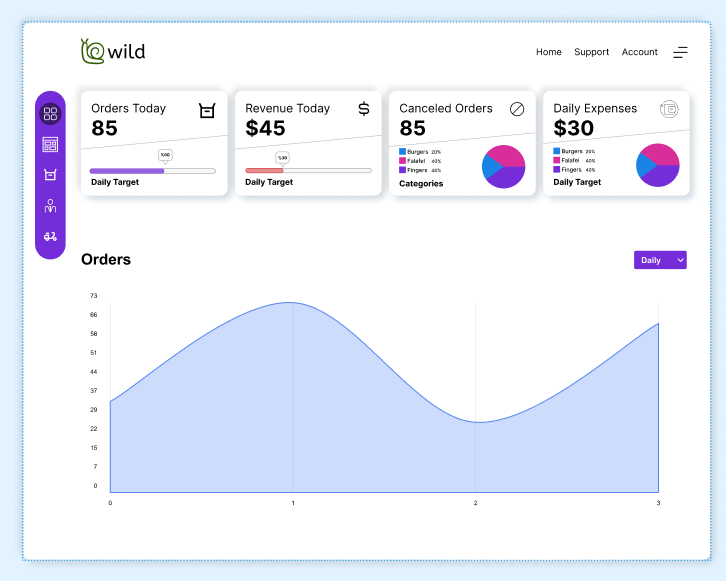 wild
Home Support Account
Orders Today
85
%60
Daily Target
Revenue Today
$45
%30
Daily Target
Canceled Orders
85
Burgers 20%
Falafel 40%
Fingers 40%
Categories
Daily Expenses
$30
Burgers 20%
Falafel 40%
Fingers 40%
Daily Target
Orders
Daily
73
66
58
51
44
37
29
22
15
7
0
0 1 2 3